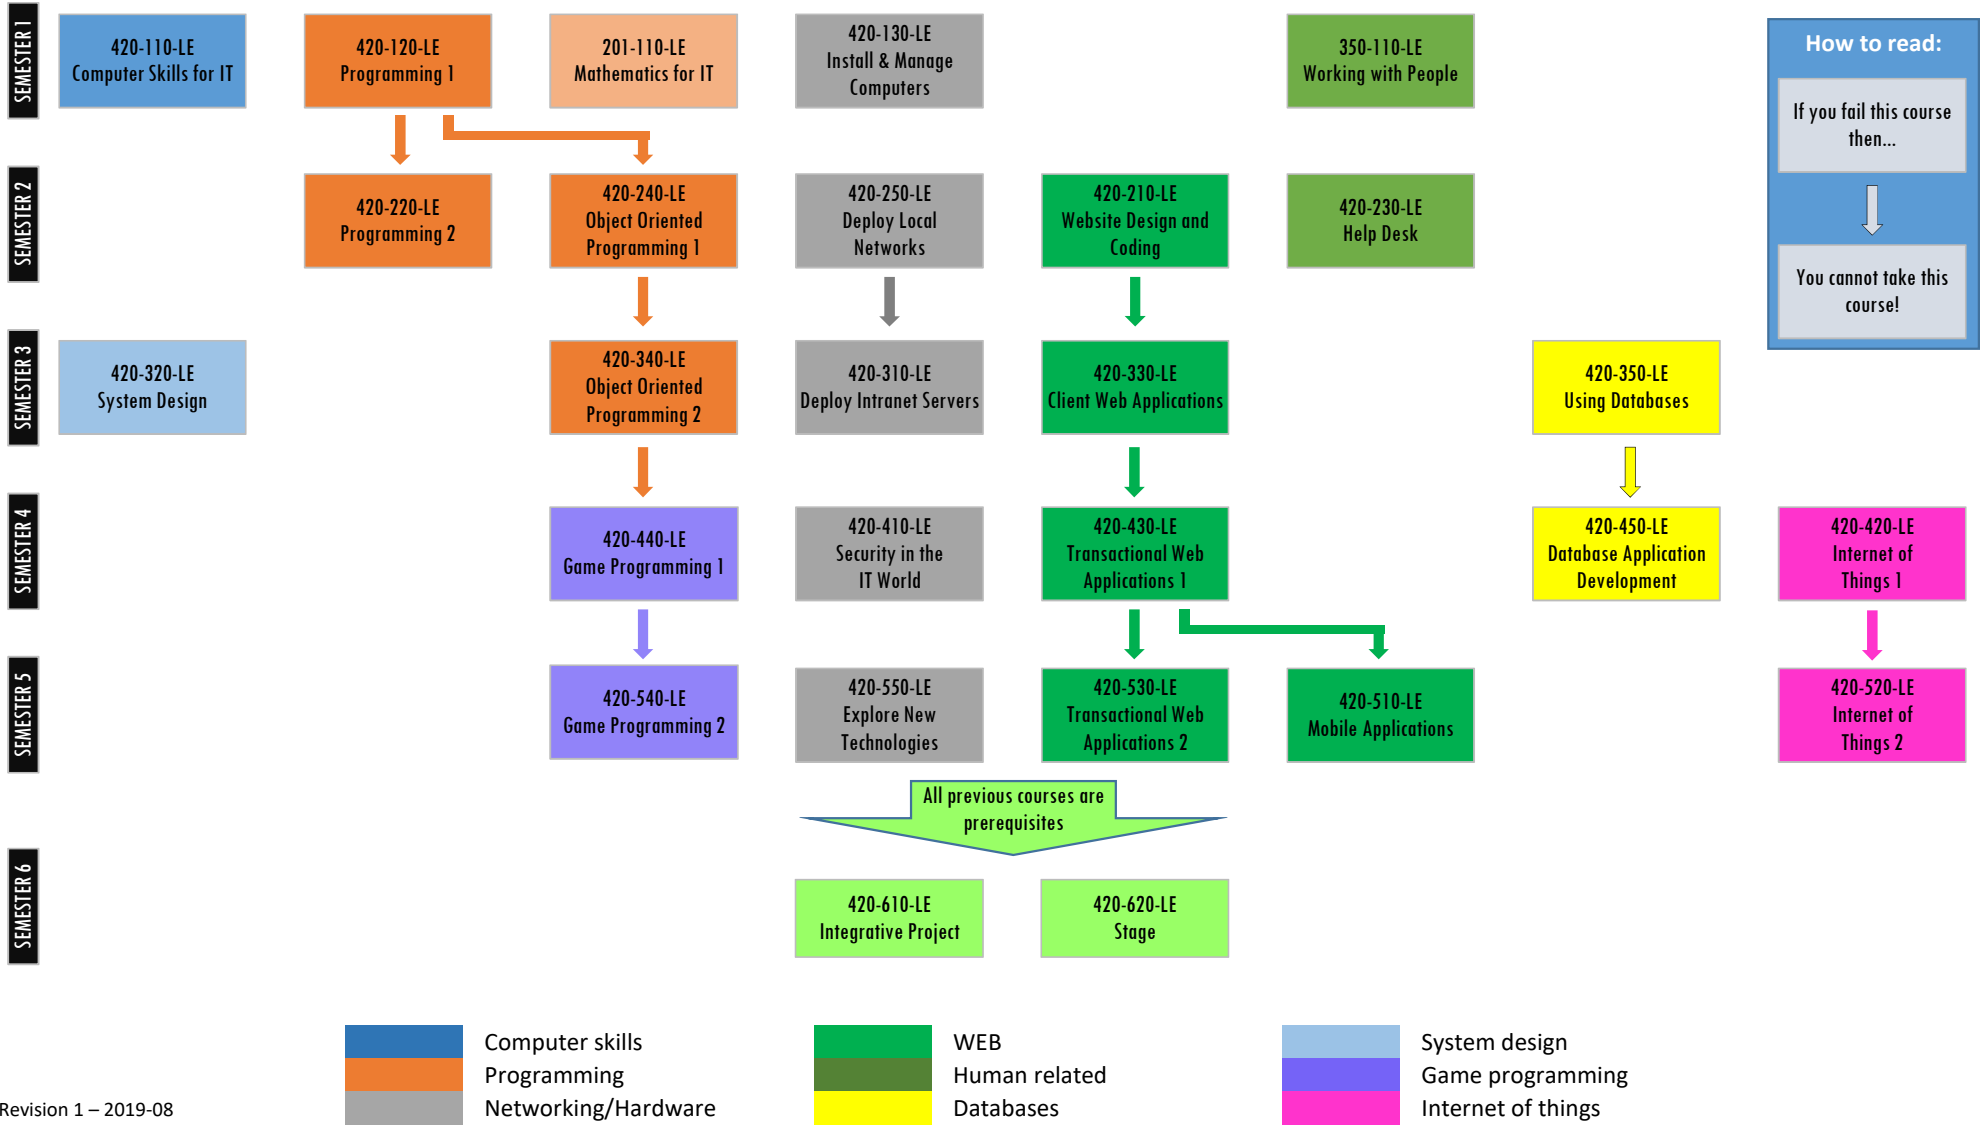 SEMESTER 1
420-110-LE
Computer Skills for IT
420-120-LE
Programming 1
201-110-LE
Mathematics for IT
420-130-LE
Install & Manage
Computers
350-110-LE
Working with People
How to read:
If you fail this course
then...
You cannot take this
course!
SEMESTER 2
420-220-LE
Programming 2
420-240-LE
Object Oriented
Programming 1
420-250-LE
Deploy Local
Networks
420-210-LE
Website Design and
Coding
420-230-LE
Help Desk
SEMESTER 3
420-320-LE
System Design
420-340-LE
Object Oriented
Programming 2
420-310-LE
Deploy Intranet Servers
420-330-LE
Client Web Applications
420-350-LE
Using Databases
SEMESTER 4
420-440-LE
Game Programming 1
420-410-LE
Security in the
IT World
420-430-LE
Transactional Web
Applications 1
420-450-LE
Database Application
Development
420-420-LE
Internet of
Things 1
SEMESTER 5
420-540-LE
Game Programming 2
420-550-LE
Explore New
Technologies
420-530-LE
Transactional Web
Applications 2
420-510-LE
Mobile Applications
420-520-LE
Internet of
Things 2
All previous courses are
prerequisites
SEMESTER 6
420-610-LE
Integrative Project
420-620-LE
Stage
Computer skills
Programming
Networking/Hardware
WEB
Human related
Databases
System design
Game programming
Internet of things
Revision 1 – 2019-08